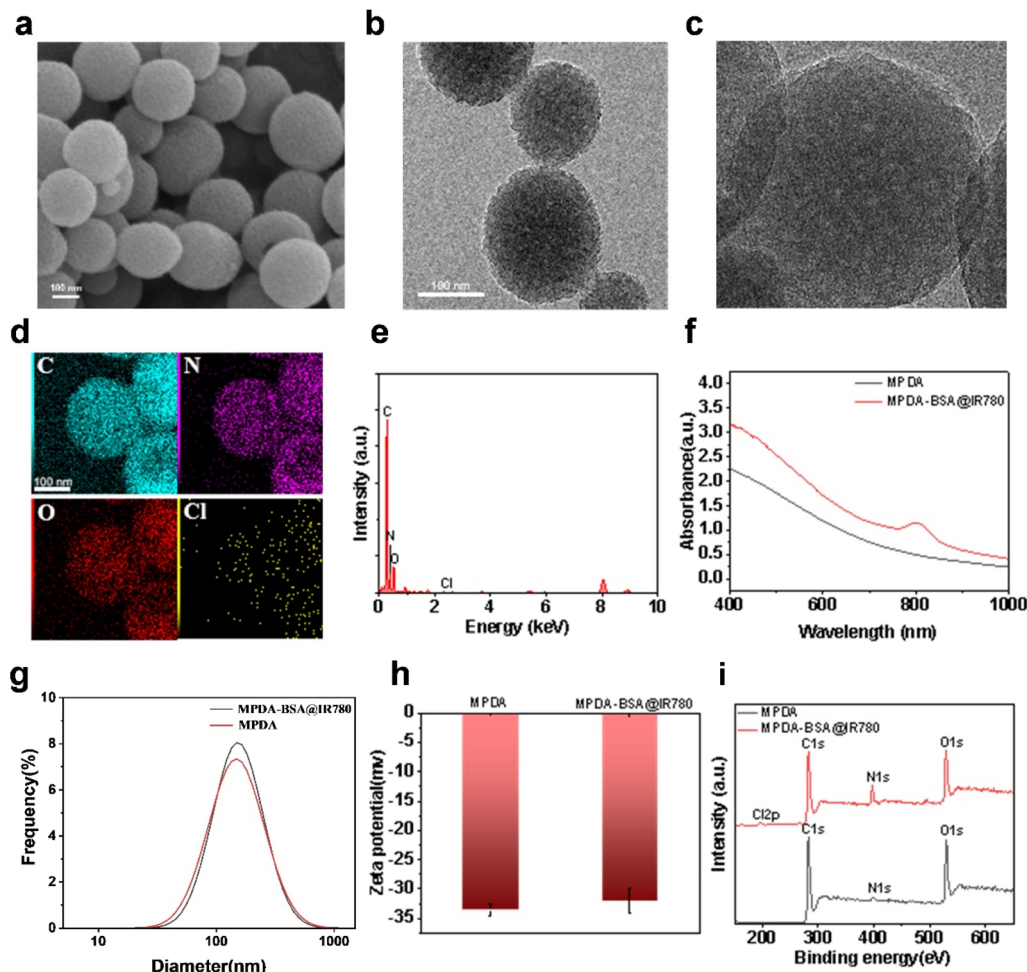 a
b
c
100 nm
100 nm
d
e
f
C
N
100 nm
O
Cl
Intensity (a.u.)
C
N
O
Cl
0 2 4 6 8 10
Energy (keV)
Absorbance(a.u.)
4.0
3.5
3.0
2.5
2.0
1.5
1.0
0.5
0.0
MPDA
MPDA-BSA@IR780
400 600 800 1000
Wavelength (nm)
g
h
i
Frequency(%)
10
8
6
4
2
0
MPDA-BSA@IR780
MPDA
10 100 1000
Diameter(nm)
MPDA MPDA-BSA@IR780
Zeta potential(mv)
0
-5
-10
-15
-20
-25
-30
-35
Intensity (a.u.)
MPDA
MPDA-BSA@IR780
C1s
O1s
N1s
Cl2p
C1s
O1s
N1s
200 300 400 500 600
Binding energy(eV)